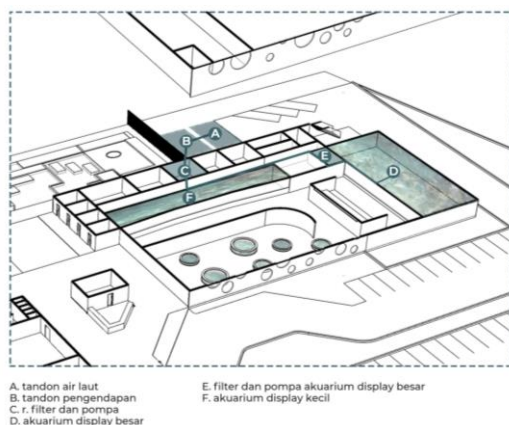 A
B
C
E
D
F
A. tandon air laut
B. tandon pengendapan
C. r. filter dan pompa
D. akuarium display besar
E. filter dan pompa akuarium display besar
F. akuarium display kecil